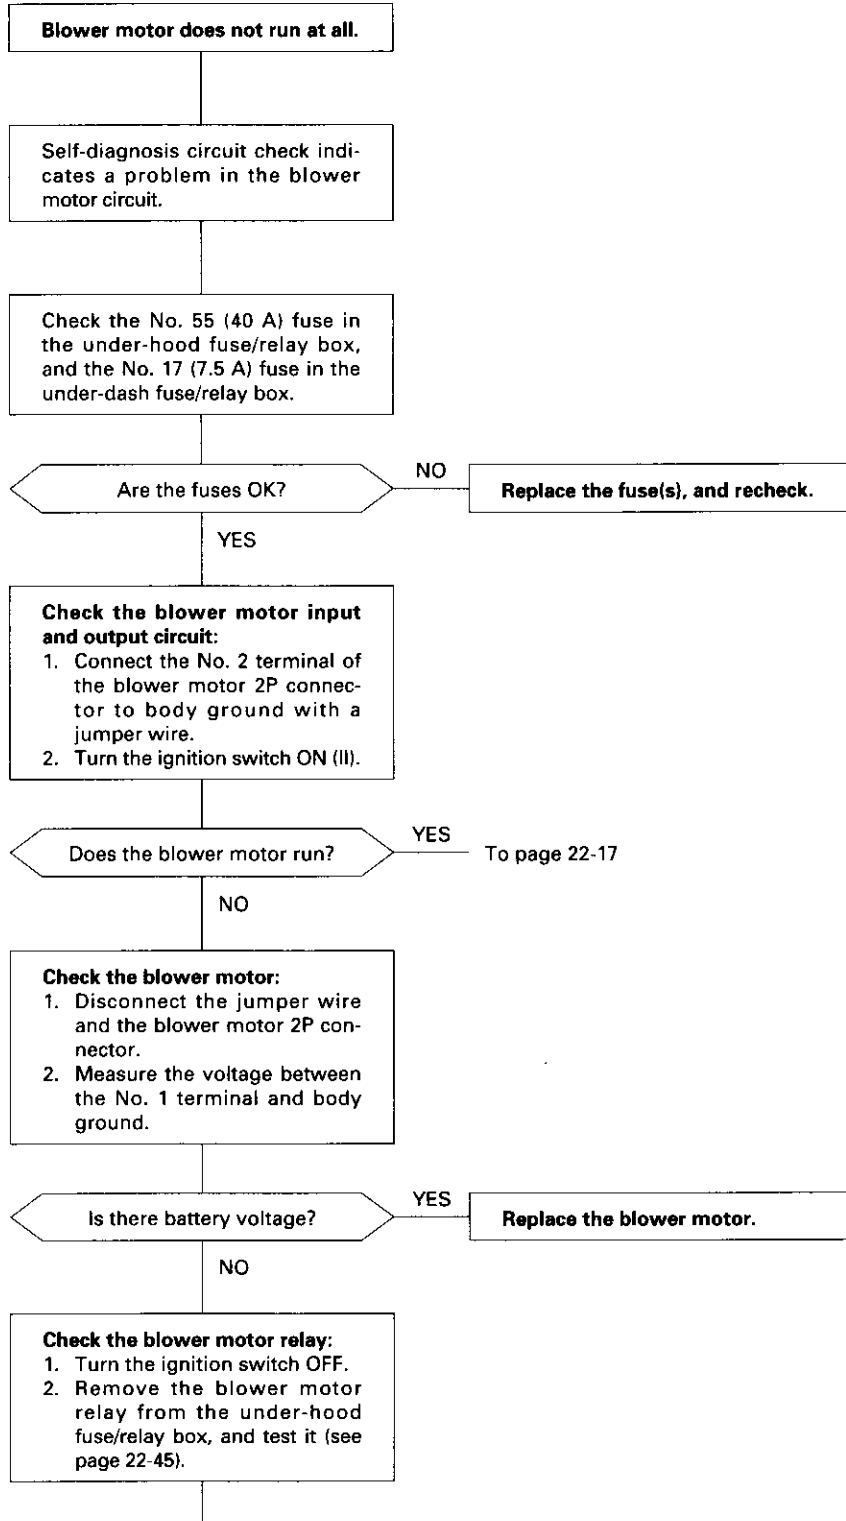 Blower motor does not run at all.
Self-diagnosis circuit check indi-
cates a problem in the blower
motor circuit.
Check the No. 55 (40 A) fuse in
the under-hood fuse/relay box,
and the No. 17 (7.5 A) fuse in the
under-dash fuse/relay box.
Are the fuses OK?
NO
Replace the fuse(s), and recheck.
YES
Check the blower motor input
and output circuit:
1. Connect the No. 2 terminal of
the blower motor 2P connec-
tor to body ground with a
jumper wire.
2. Turn the ignition switch ON (II).
Does the blower motor run?
YES
To page 22-17
NO
Check the blower motor:
1. Disconnect the jumper wire
and the blower motor 2P con-
nector.
2. Measure the voltage between
the No. 1 terminal and body
ground.
Is there battery voltage?
YES
Replace the blower motor.
NO
Check the blower motor relay:
1. Turn the ignition switch OFF.
2. Remove the blower motor
relay from the under-hood
fuse/relay box, and test it (see
page 22-45).